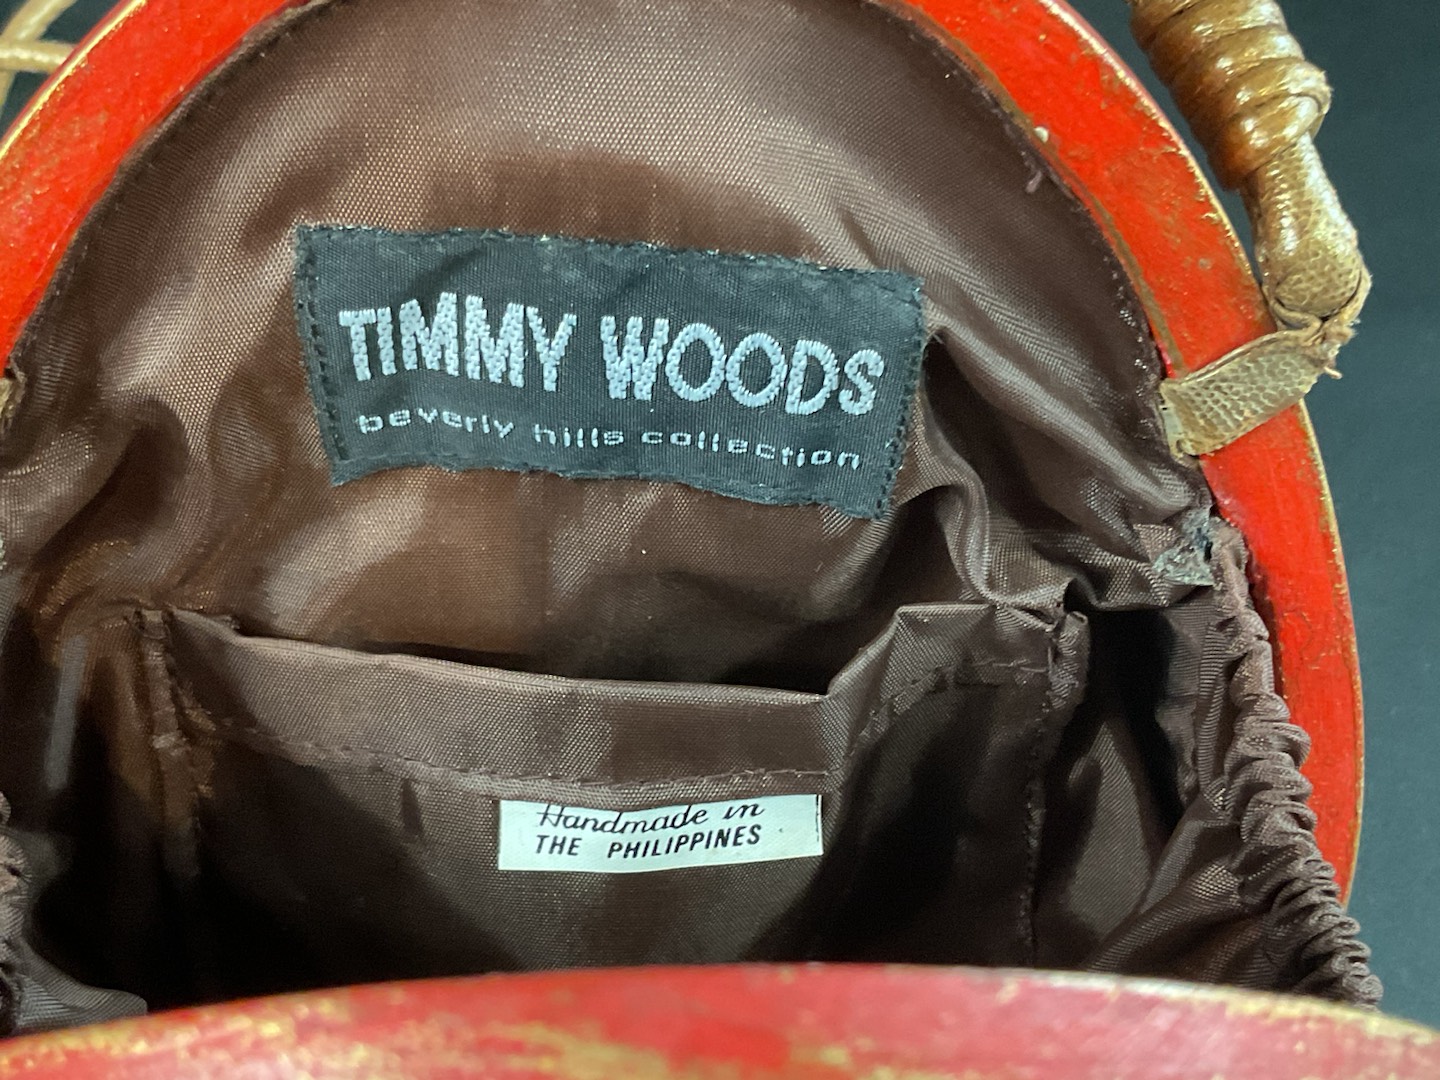 TIMMY WOODS
beverly hills collection
Handmade in
THE PHILIPPINES